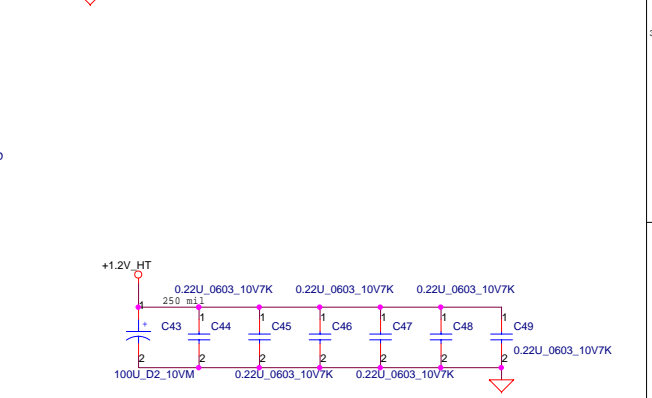 +1.2V_HT
0.22U_0603_10V7K 0.22U_0603_10V7K 0.22U_0603_10V7K
250 mil
1 1 1 1 1 1 1
+ C43 C44 C45 C46 C47 C48 C49
0.22U_0603_10V7K
2 2 2 2 2 2 2
100U_D2_10VM 0.22U_0603_10V7K 0.22U_0603_10V7K